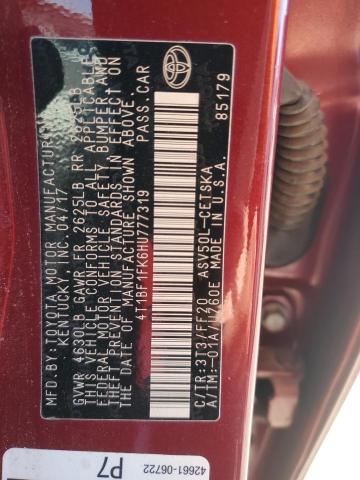 MFD.BY: TOYOTA MOTOR MANUFACTURING
KENTUCKY, INC. 04/17
GVWR 4630LB GAWR FR 2625LB RR 2625LB
THIS VEHICLE CONFORMS TO ALL APPLICABLE
FEDERAL MOTOR VEHICLE SAFETY, BUMPER, AND
THEFT PREVENTION STANDARDS IN EFFECT ON
THE DATE OF MANUFACTURE SHOWN ABOVE.
4T1BF1FK6HU777319 PASS.CAR
C/TR:3T3/FF20 ASV50L-CETSKA
A/TM:-01A/U760E MADE IN U.S.A.
85179
42661-06722
P7